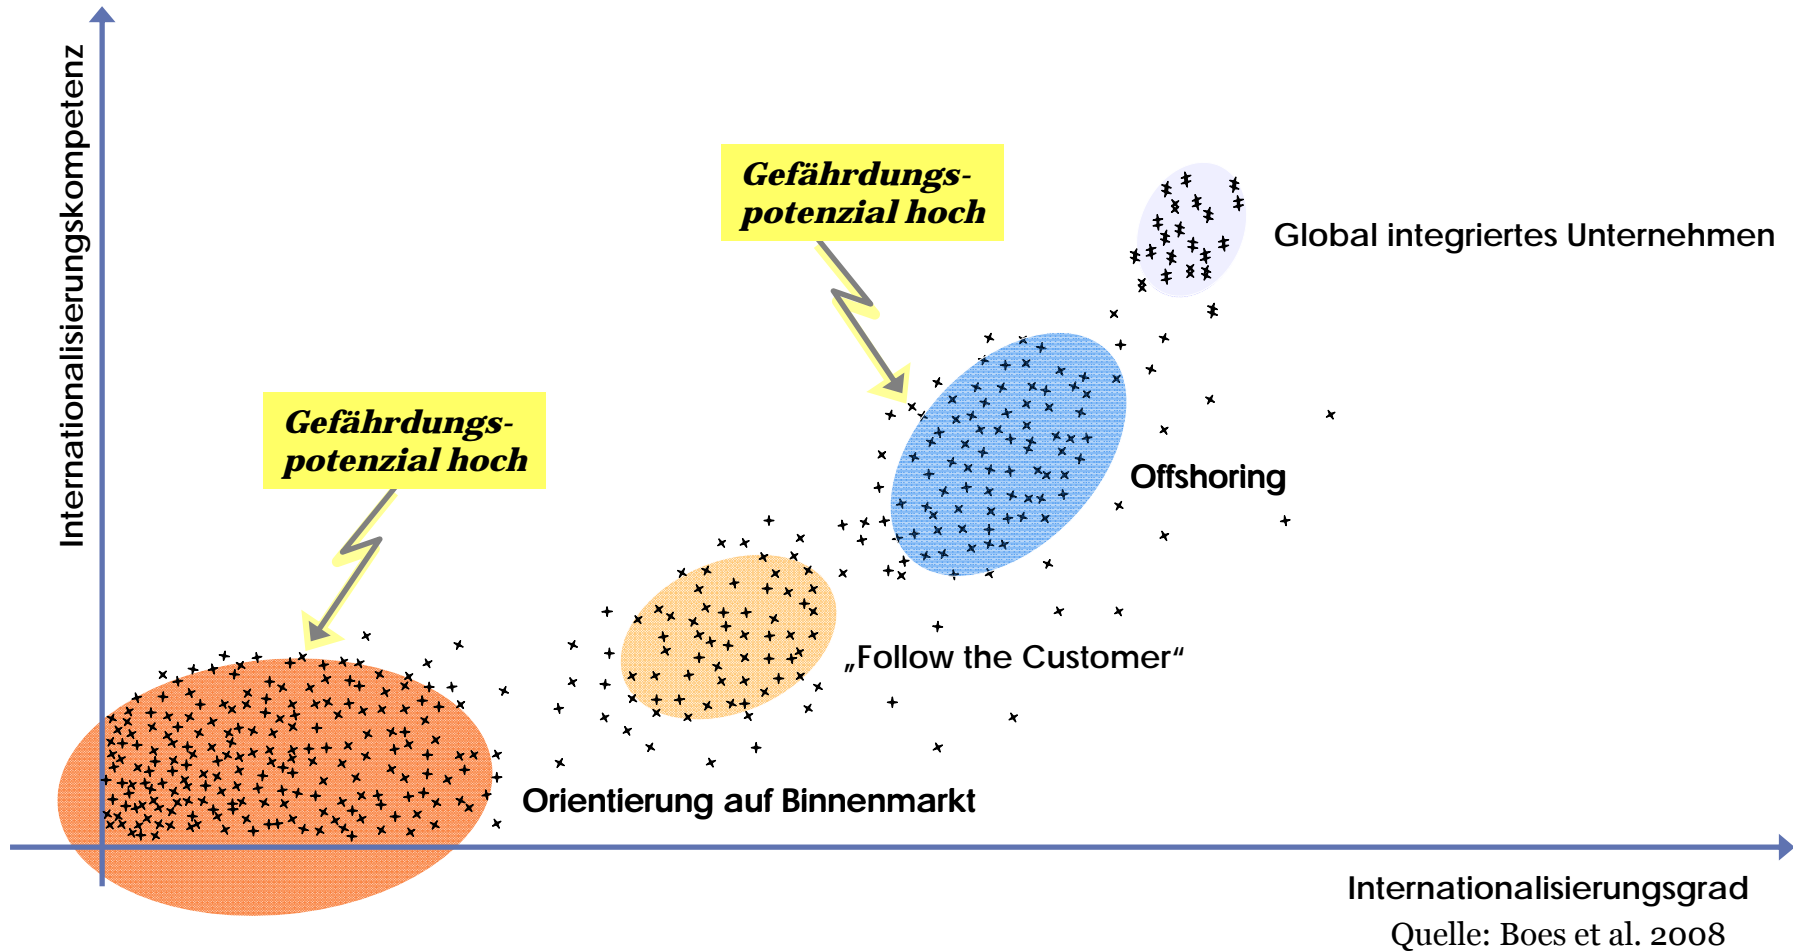 Internationalisierungskompetenz
Gefährdungs-
potenzial hoch
Global integriertes Unternehmen
Gefährdungs-
potenzial hoch
Offshoring
„Follow the Customer“
Orientierung auf Binnenmarkt
Internationalisierungsgrad
Quelle: Boes et al. 2008